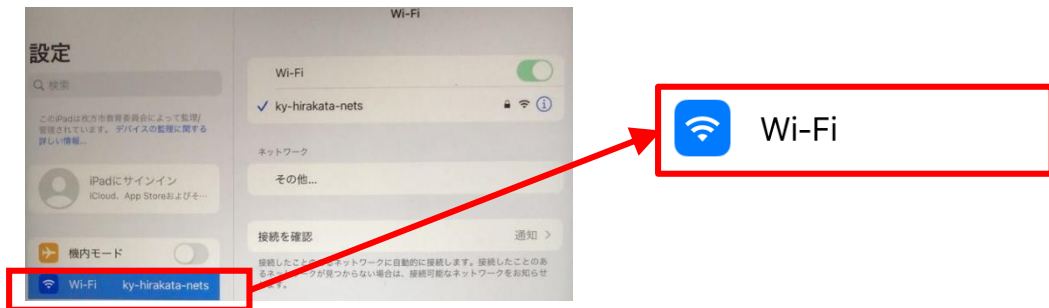 Wi-Fi
設定
検索
このiPadは枚方市教育委員会によって監理/
管理されています。デバイスの監理に関する
詳しい情報...
iPadにサインイン
iCloud、App Storeおよびそ…
機内モード
Wi-Fi ky-hirakata-nets
Wi-Fi
ky-hirakata-nets
ネットワーク
その他...
接続を確認 通知 >
接続したこと ネットワークに自動的に接続します。接続したことのあ
るネットワークが見つからない場合は、接続可能なネットワークをお知らせ
ます。
Wi-Fi